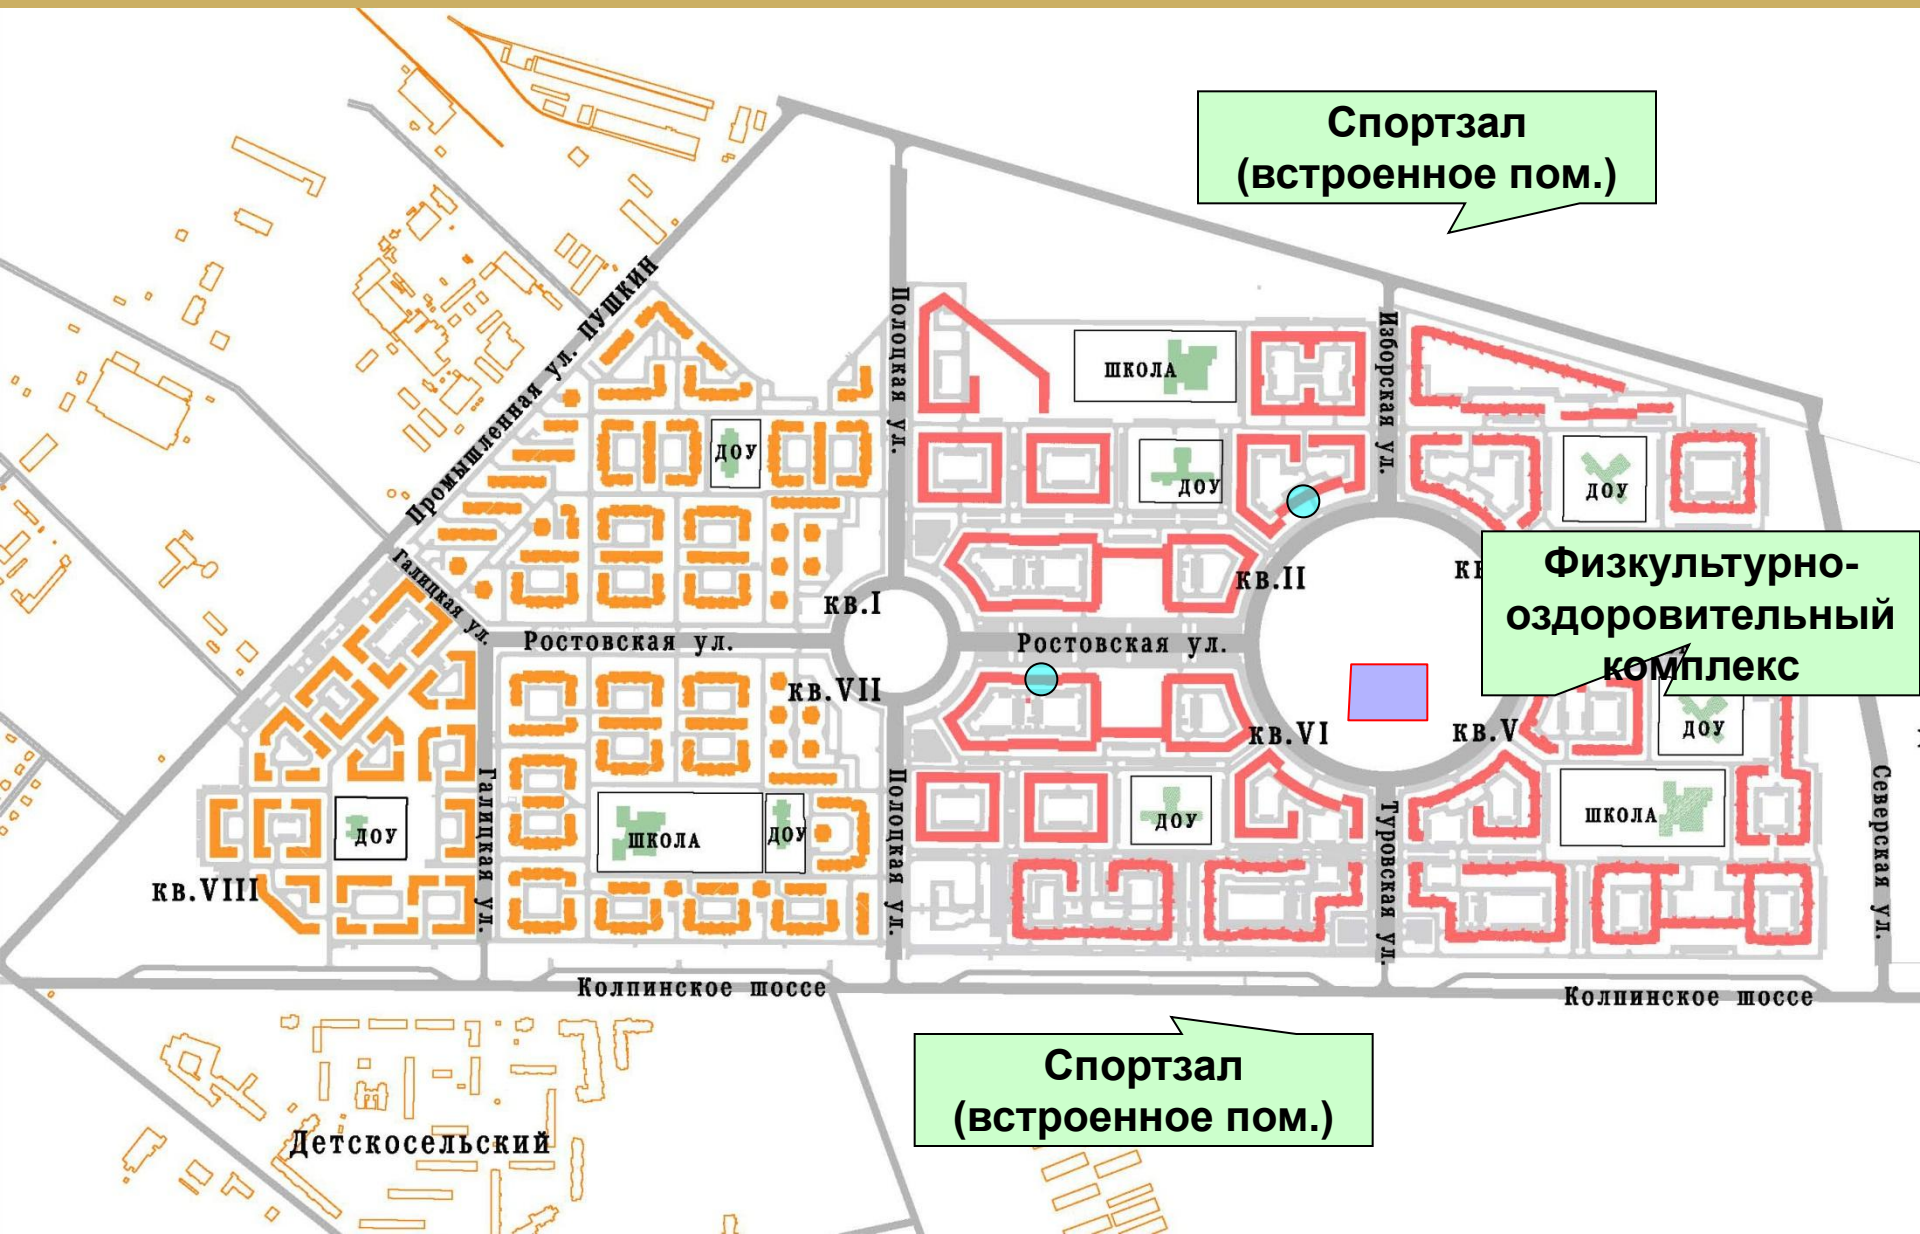 Спортзал
(встроенное пом.)
Промышленная ул. ПУШКИН
Полоцкая ул.
Изборская ул.
ШКОЛА
ДОУ
ДОУ
ДОУ
Галицкая ул.
кв.I
кв.II
Физкультурно-
оздоровительный
комплекс
Ростовская ул.
Ростовская ул.
кв.VII
кв.VI
кв.V
ДОУ
Галицкая ул.
Полоцкая ул.
Туровская ул.
Северская ул.
ДОУ
ШКОЛА
ДОУ
ДОУ
ШКОЛА
кв.VIII
Колпинское шоссе
Колпинское шоссе
Спортзал
(встроенное пом.)
Детскосельский